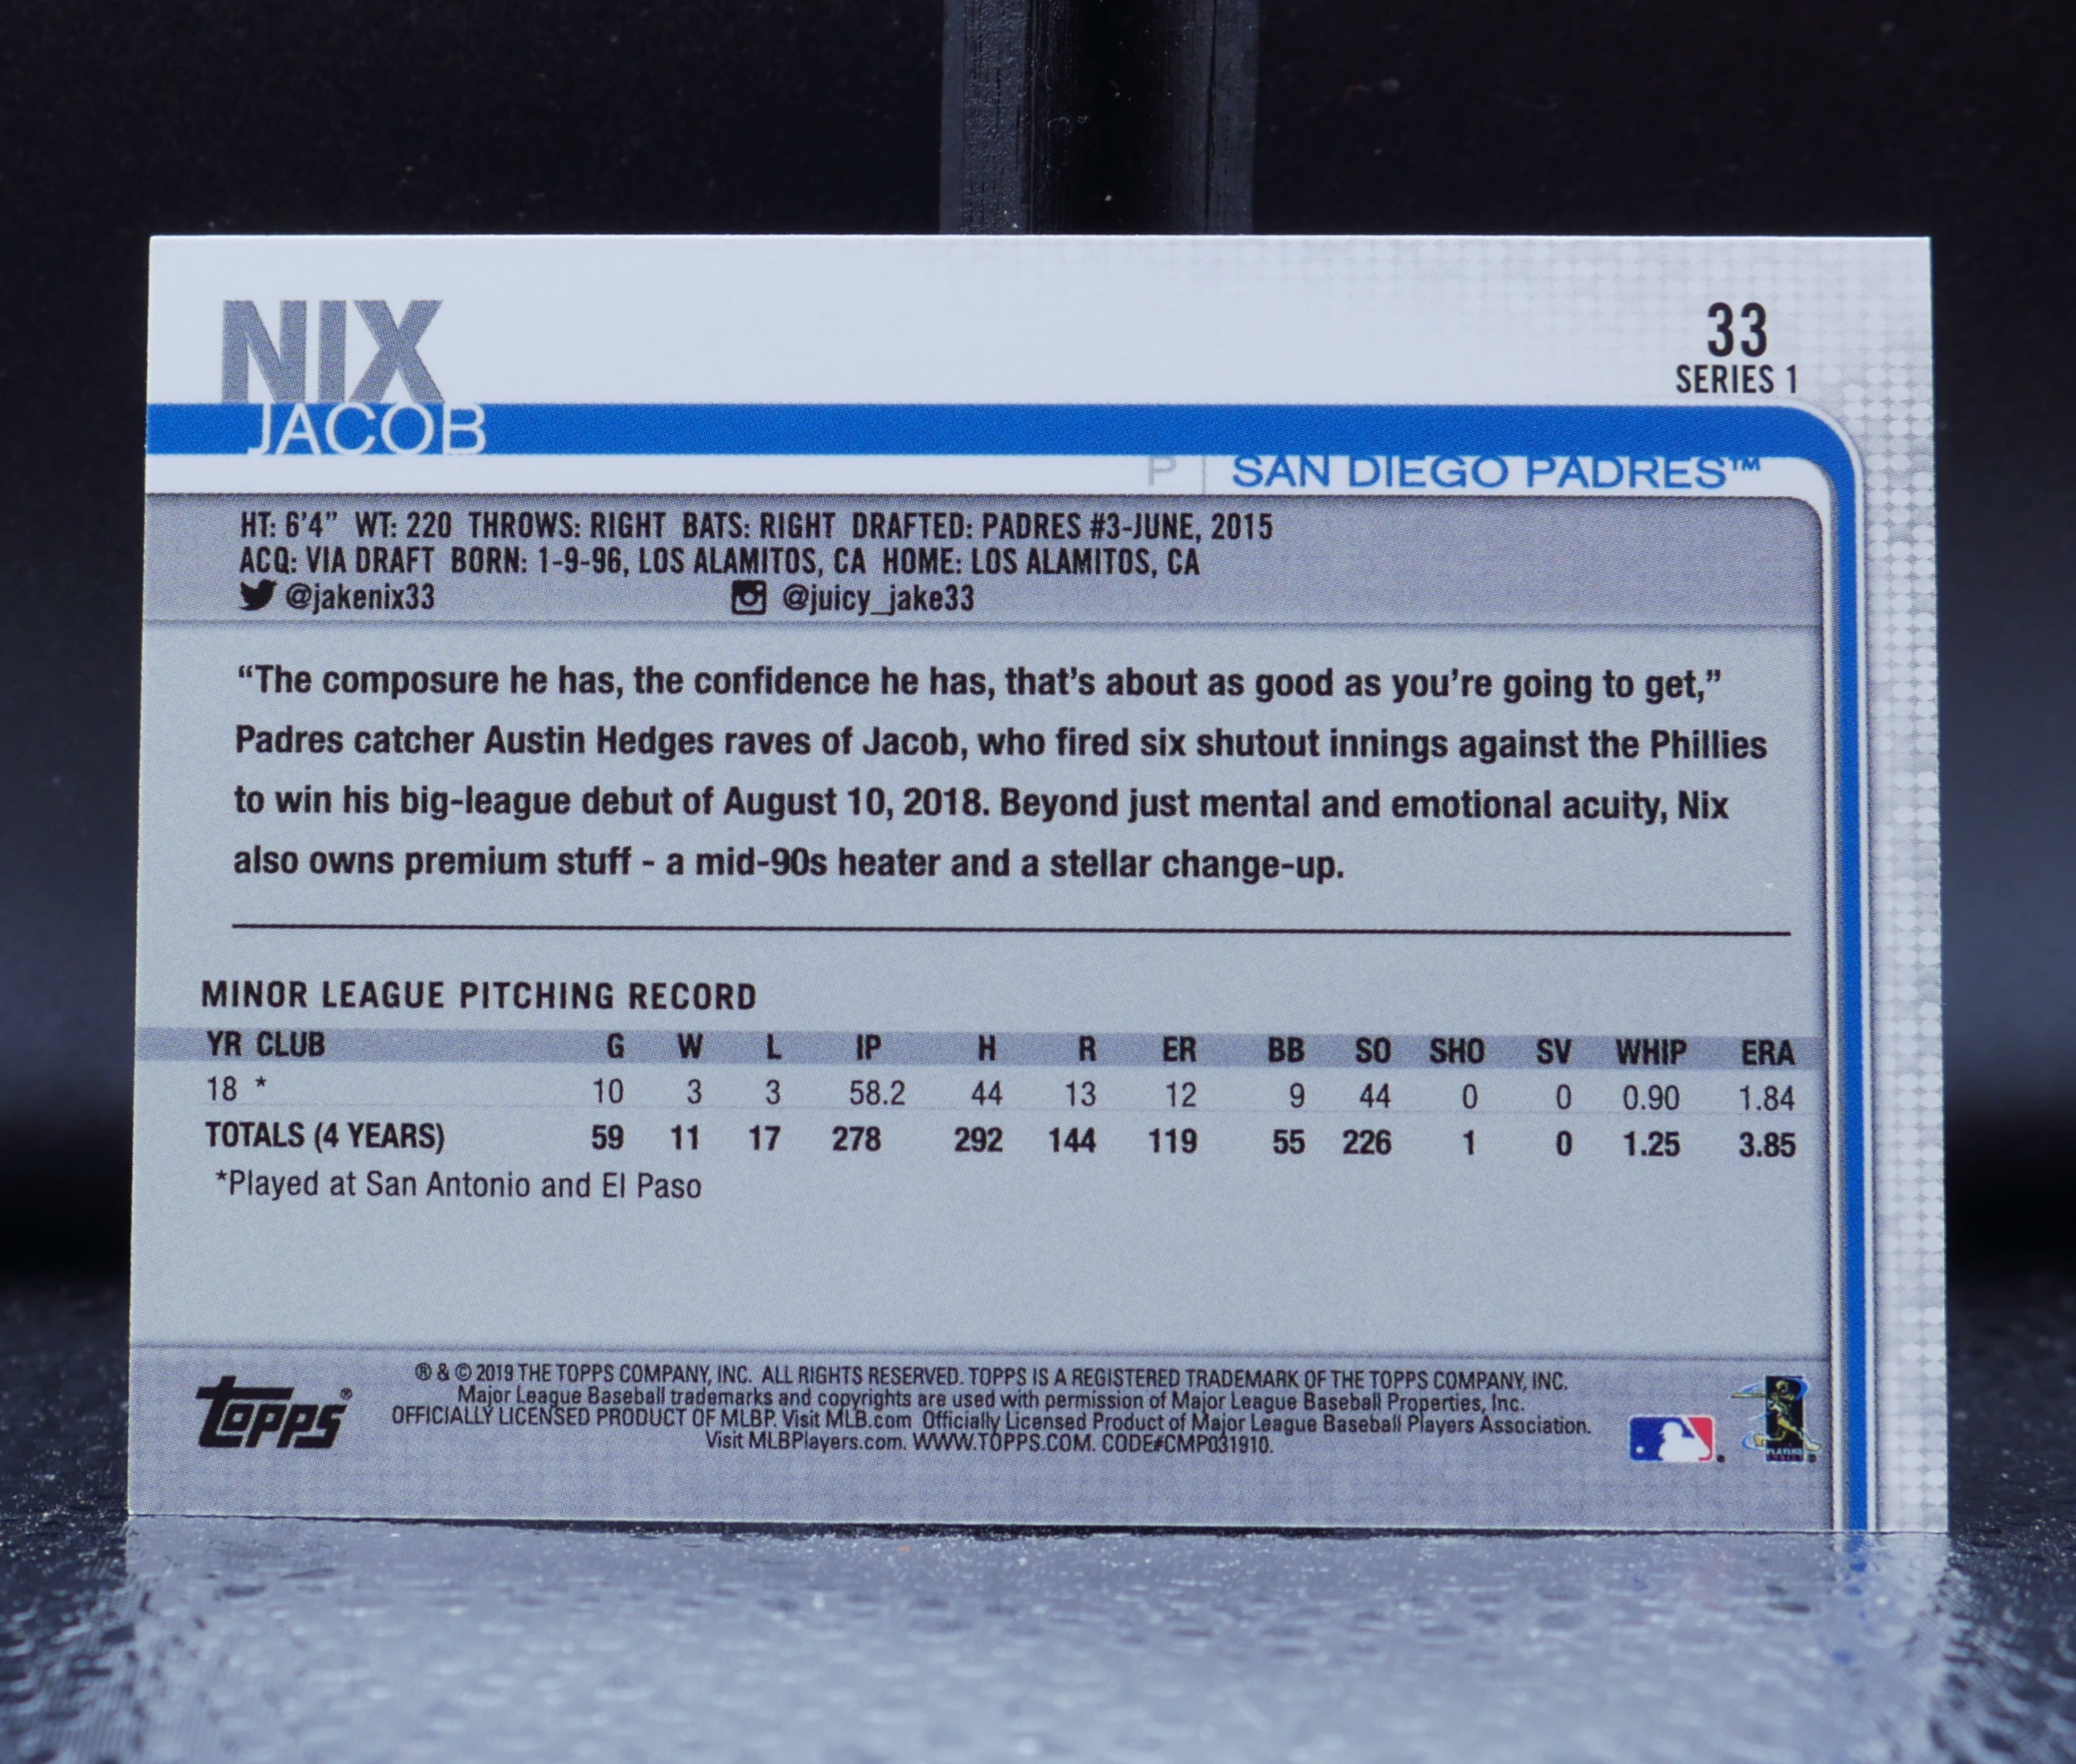 NIX
33
SERIES 1
JACOB
P | SAN DIEGO PADRES™
HT: 6'4" WT: 220 THROWS: RIGHT BATS: RIGHT DRAFTED: PADRES #3-JUNE, 2015
ACQ: VIA DRAFT BORN: 1-9-96, LOS ALAMITOS, CA HOME: LOS ALAMITOS, CA
@jakenix33 @juicy_jake33
“The composure he has, the confidence he has, that’s about as good as you’re going to get,”
Padres catcher Austin Hedges raves of Jacob, who fired six shutout innings against the Phillies
to win his big-league debut of August 10, 2018. Beyond just mental and emotional acuity, Nix
also owns premium stuff - a mid-90s heater and a stellar change-up.
MINOR LEAGUE PITCHING RECORD
YR CLUB G W L IP H R ER BB SO SHO SV WHIP ERA
18 * 10 3 3 58.2 44 13 12 9 44 0 0 0.90 1.84
TOTALS (4 YEARS) 59 11 17 278 292 144 119 55 226 1 0 1.25 3.85
*Played at San Antonio and El Paso
® & © 2019 THE TOPPS COMPANY, INC. ALL RIGHTS RESERVED. TOPPS IS A REGISTERED TRADEMARK OF THE TOPPS COMPANY, INC.
Major League Baseball trademarks and copyrights are used with permission of Major League Baseball Properties, Inc.
OFFICIALLY LICENSED PRODUCT OF MLBP. Visit MLB.com Officially Licensed Product of Major League Baseball Players Association.
Visit MLBPlayers.com. WWW.TOPPS.COM. CODE#CMP031910.
topps®
PLAYERS